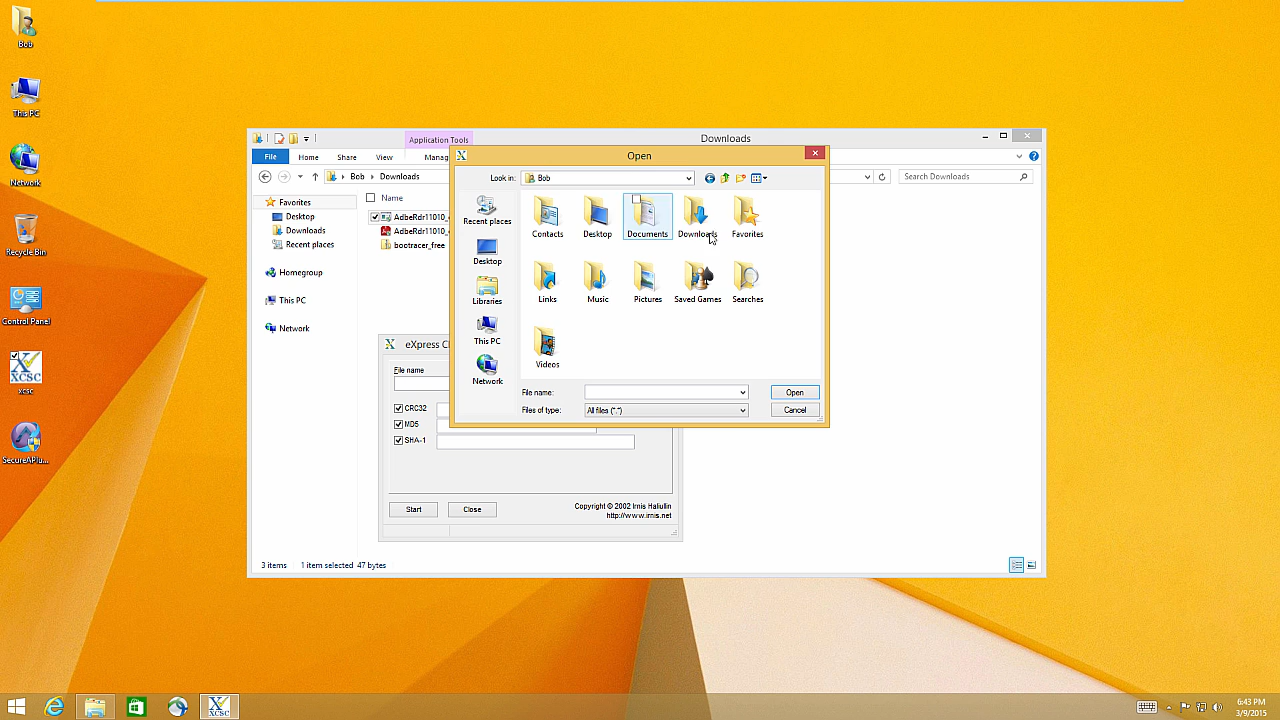 Bob
This PC
Network
Recycle Bin
Control Panel
xcsc
SecureAPlu...
Application Tools
Downloads
File
Home
Share
View
Manag
Bob
Downloads
Search Downloads
Favorites
Desktop
Downloads
Recent places
Homegroup
This PC
Network
Name
AdbeRdr11010_
AdbeRdr11010_
bootracer_free
3 items
1 item selected 47 bytes
Open
Look in:
Bob
Recent places
Desktop
Libraries
This PC
Network
Contacts
Desktop
Documents
Downloads
Favorites
Links
Music
Pictures
Saved Games
Searches
Videos
File name:
Open
Files of type:
All files (*.*)
Cancel
eXpress C
File name
CRC32
MD5
SHA-1
Start
Close
Copyright © 2002 Irnis Haliullin
http://www.irnis.net
xcsc
6:43 PM
3/9/2015